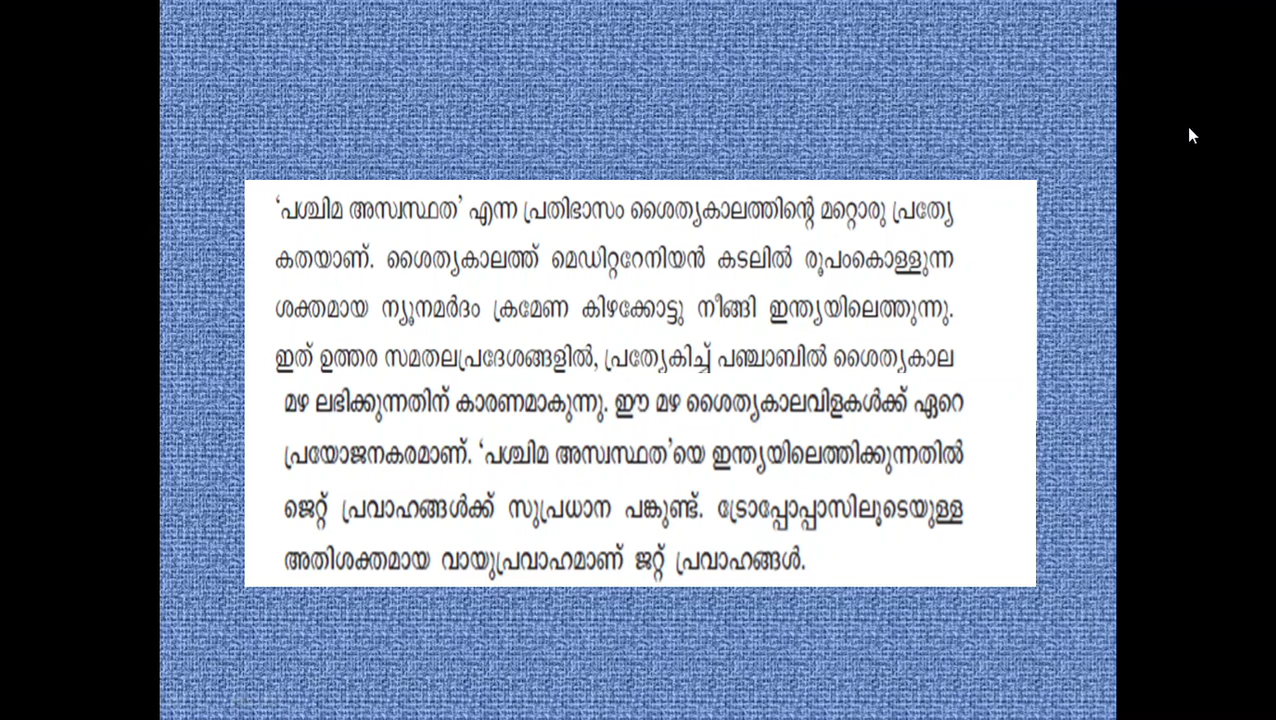 ‘പശ്ചിമ അസ്വസ്ഥത’ എന്ന പ്രതിഭാസം ശൈത്യകാലത്തിന്റെ മറ്റൊരു പ്രത്യേ
കതയാണ്. ശൈത്യകാലത്ത് മെഡിറ്ററേനിയൻ കടലിൽ രൂപംകൊള്ളുന്ന
ശക്തമായ ന്യൂനമർദം ക്രമേണ കിഴക്കോട്ടു നീങ്ങി ഇന്ത്യയിലെത്തുന്നു.
ഇത് ഉത്തര സമതലപ്രദേശങ്ങളിൽ, പ്രത്യേകിച്ച് പഞ്ചാബിൽ ശൈത്യകാല
മഴ ലഭിക്കുന്നതിന് കാരണമാകുന്നു. ഈ മഴ ശൈത്യകാലവിളകൾക്ക് ഏറെ
പ്രയോജനകരമാണ്. ‘പശ്ചിമ അസ്വസ്ഥത’യെ ഇന്ത്യയിലെത്തിക്കുന്നതിൽ
ജെറ്റ് പ്രവാഹങ്ങൾക്ക് സുപ്രധാന പങ്കുണ്ട്. ട്രോപ്പോപ്പാസിലൂടെയുള്ള
അതിശക്തമായ വായുപ്രവാഹമാണ് ജറ്റ് പ്രവാഹങ്ങൾ.